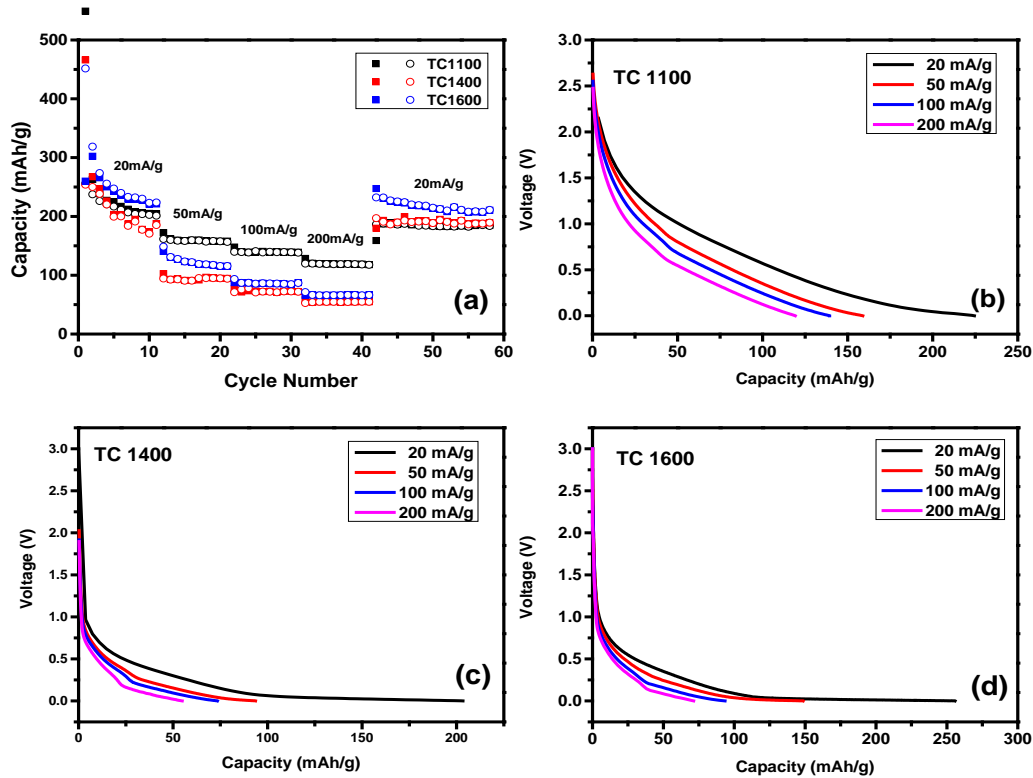 500
400
300
200
100
0
0
10
20
30
40
50
60
Capacity (mAh/g)
Cycle Number
TC1100
TC1400
TC1600
20mA/g
50mA/g
100mA/g
200mA/g
20mA/g
(a)
3.0
2.5
2.0
1.5
1.0
0.5
0.0
0
50
100
150
200
250
300
Voltage (V)
Capacity (mAh/g)
TC 1100
20 mA/g
50 mA/g
100 mA/g
200 mA/g
(b)
3.0
2.5
2.0
1.5
1.0
0.5
0.0
0
50
100
150
200
Voltage (V)
Capacity (mAh/g)
TC 1400
20 mA/g
50 mA/g
100 mA/g
200 mA/g
(c)
3.0
2.5
2.0
1.5
1.0
0.5
0.0
0
50
100
150
200
250
300
Voltage (V)
Capacity (mAh/g)
TC 1600
20 mA/g
50 mA/g
100 mA/g
200 mA/g
(d)